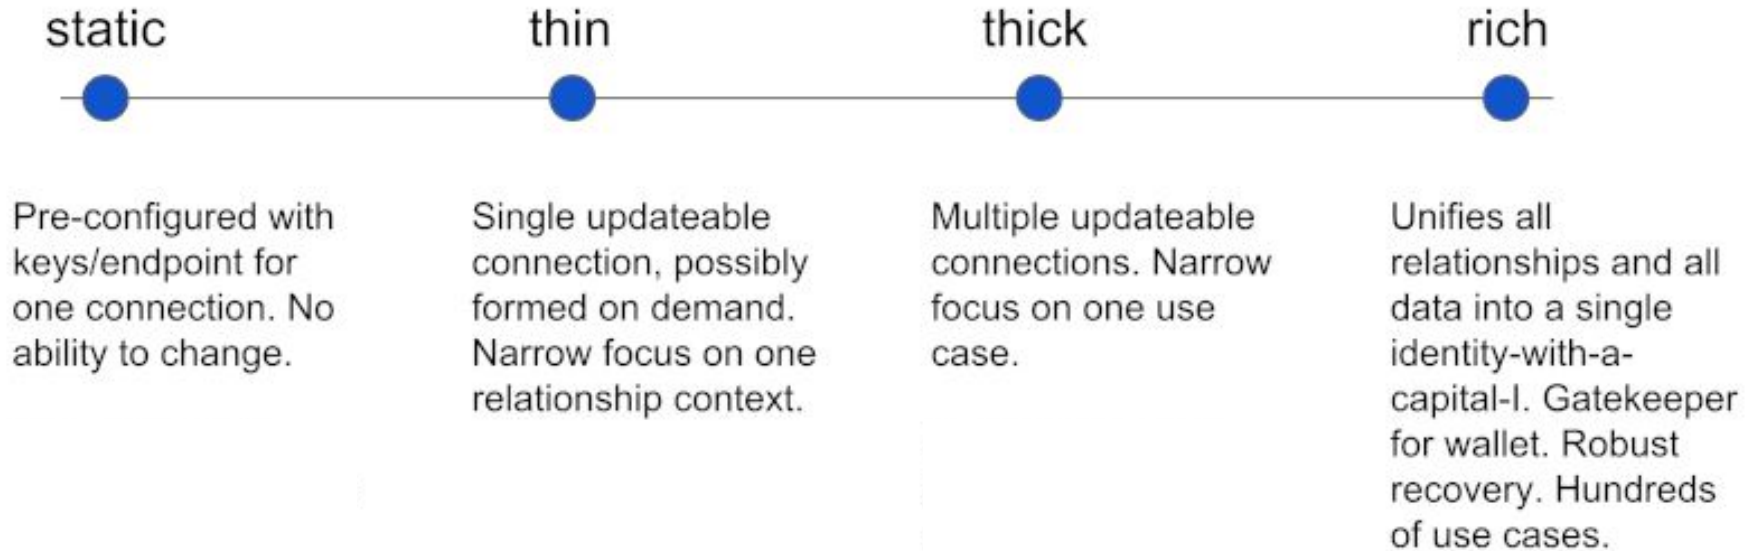 static
thin
thick
rich
Pre-configured with
keys/endpoint for
one connection. No
ability to change.
Single updateable
connection, possibly
formed on demand.
Narrow focus on one
relationship context.
Multiple updateable
connections. Narrow
focus on one use
case.
Unifies all
relationships and all
data into a single
identity-with-a-
capital-I. Gatekeeper
for wallet. Robust
recovery. Hundreds
of use cases.